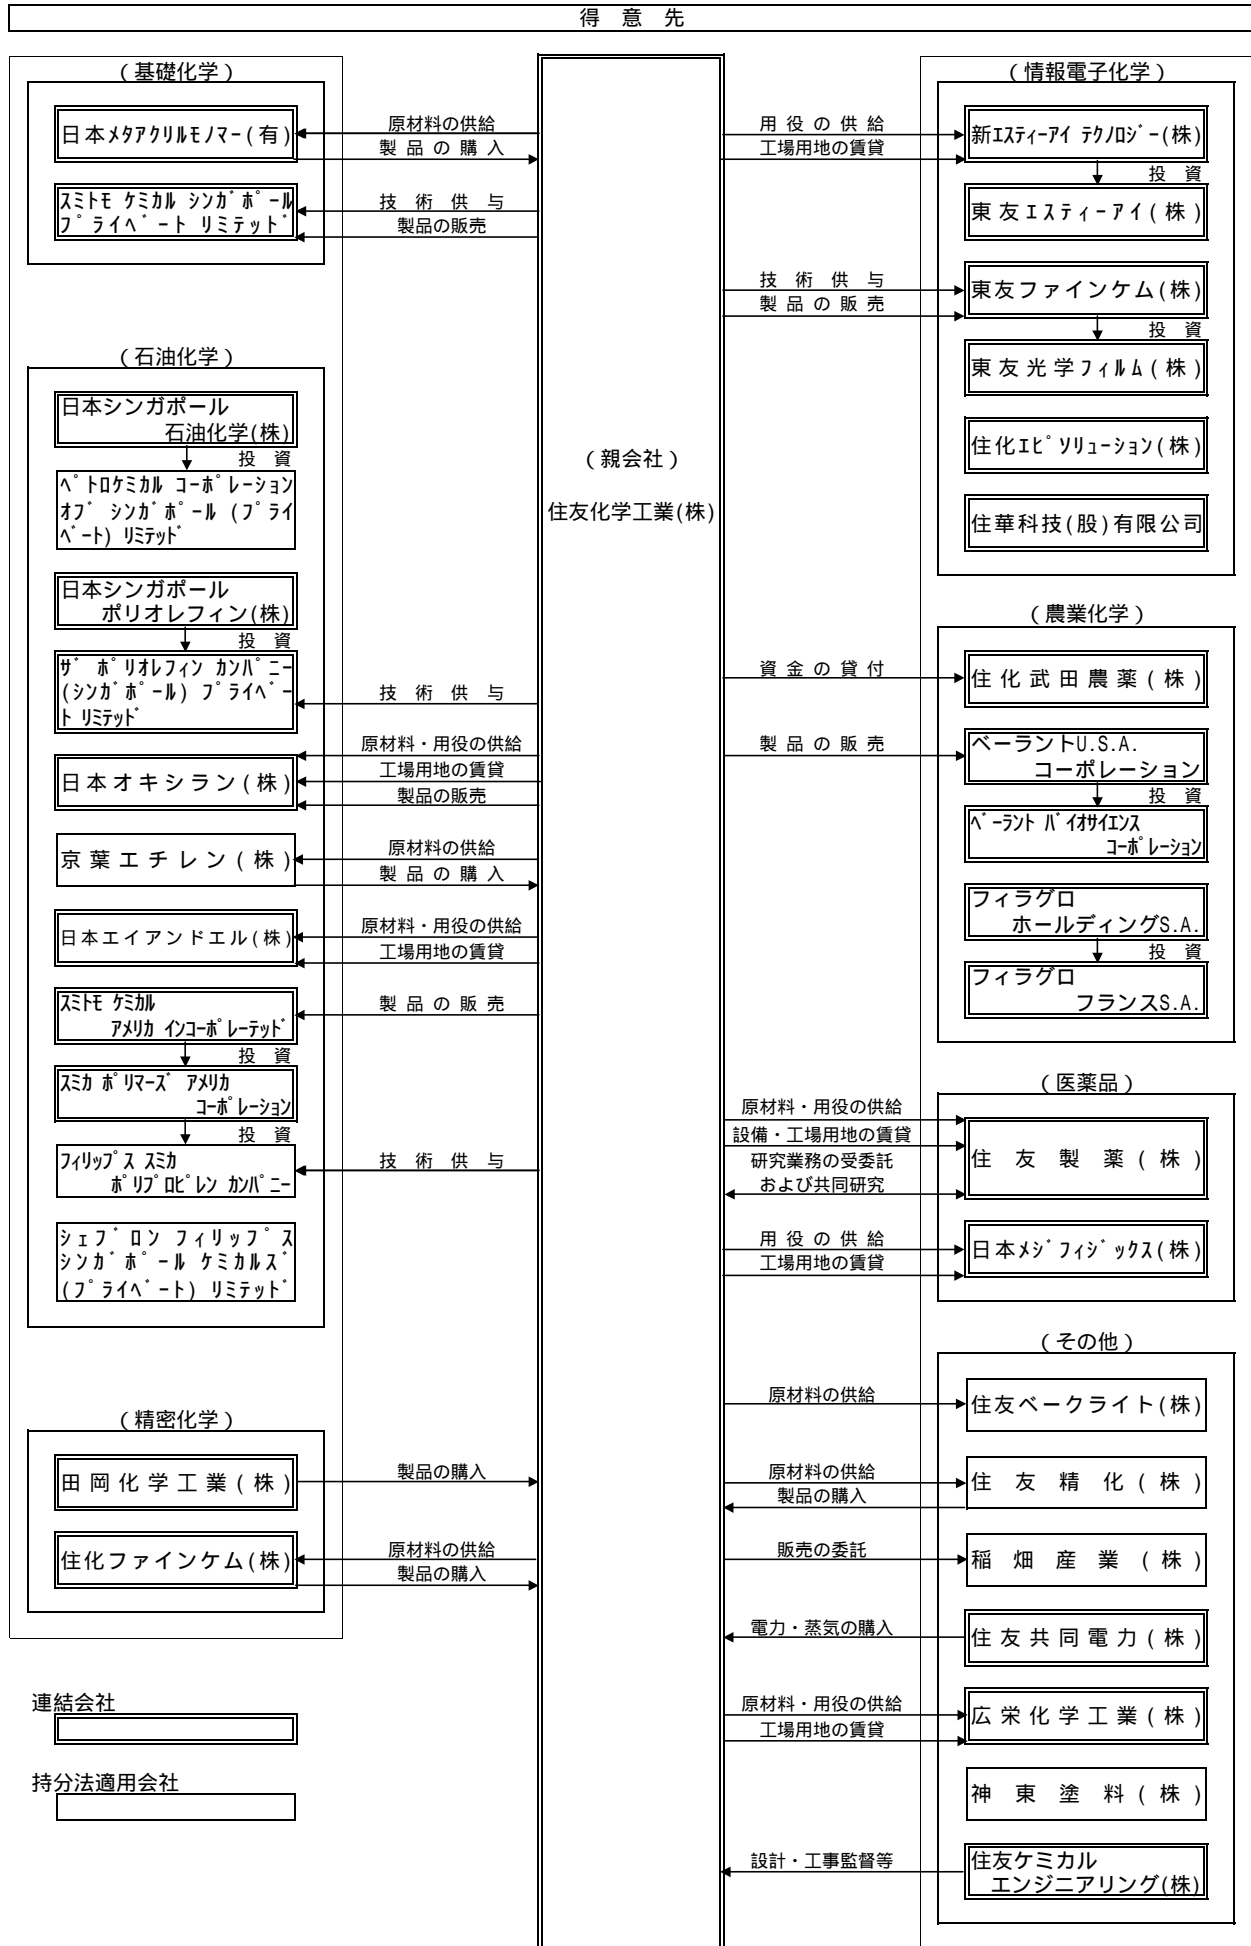 得 意 先
(基礎化学)
日本メタアクリルモノマー(有)
原材料の供給
製品の購入
スミトモ ケミカル シンガポール
プライベート リミテッド
技術供与
製品の販売
(石油化学)
日本シンガポール
石油化学(株)
投 資
ペトロケミカル コーポレーション
オブ シンガポール (プライ
ベート) リミテッド
日本シンガポール
ポリオレフィン(株)
投 資
ザ ポリオレフィン カンパニー
(シンガポール) プライベー
ト リミテッド
技術供与
日本オキシラン(株)
原材料・用役の供給
工場用地の賃貸
製品の販売
京葉エチレン(株)
原材料の供給
製品の購入
日本エイアンドエル(株)
原材料・用役の供給
工場用地の賃貸
スミトモ ケミカル
アメリカ インコーポレーテッド
製品の販売
投 資
スミカ ポリマーズ アメリカ
コーポレーション
投 資
フィリップス スミカ
ポリプロピレン カンパニー
技術供与
シェブロン フィリップス
シンガポール ケミカルズ
(プライベート) リミテッド
(精密化学)
田岡化学工業(株)
製品の購入
住化ファインケム(株)
原材料の供給
製品の購入
連結会社
持分法適用会社
(親会社)
住友化学工業(株)
(情報電子化学)
用役の供給
工場用地の賃貸
新エスティーアイ テクノロジー(株)
投 資
東友エスティーアイ(株)
技術供与
製品の販売
東友ファインケム(株)
投 資
東友光学フィルム(株)
住化エピソリューション(株)
住華科技(股)有限公司
(農業化学)
資金の貸付
住化武田農薬(株)
製品の販売
ベーラントU.S.A.
コーポレーション
投 資
ベーラント バイオサイエンス
コーポレーション
フィラグロ
ホールディングS.A.
投 資
フィラグロ
フランスS.A.
(医薬品)
原材料・用役の供給
設備・工場用地の賃貸
研究業務の受委託
および共同研究
住友製薬(株)
用役の供給
工場用地の賃貸
日本メジフィジックス(株)
(その他)
原材料の供給
住友ベークライト(株)
原材料の供給
製品の購入
住友精化(株)
販売の委託
稲畑産業(株)
電力・蒸気の購入
住友共同電力(株)
原材料・用役の供給
工場用地の賃貸
広栄化学工業(株)
神東塗料(株)
設計・工事監督等
住友ケミカル
エンジニアリング(株)